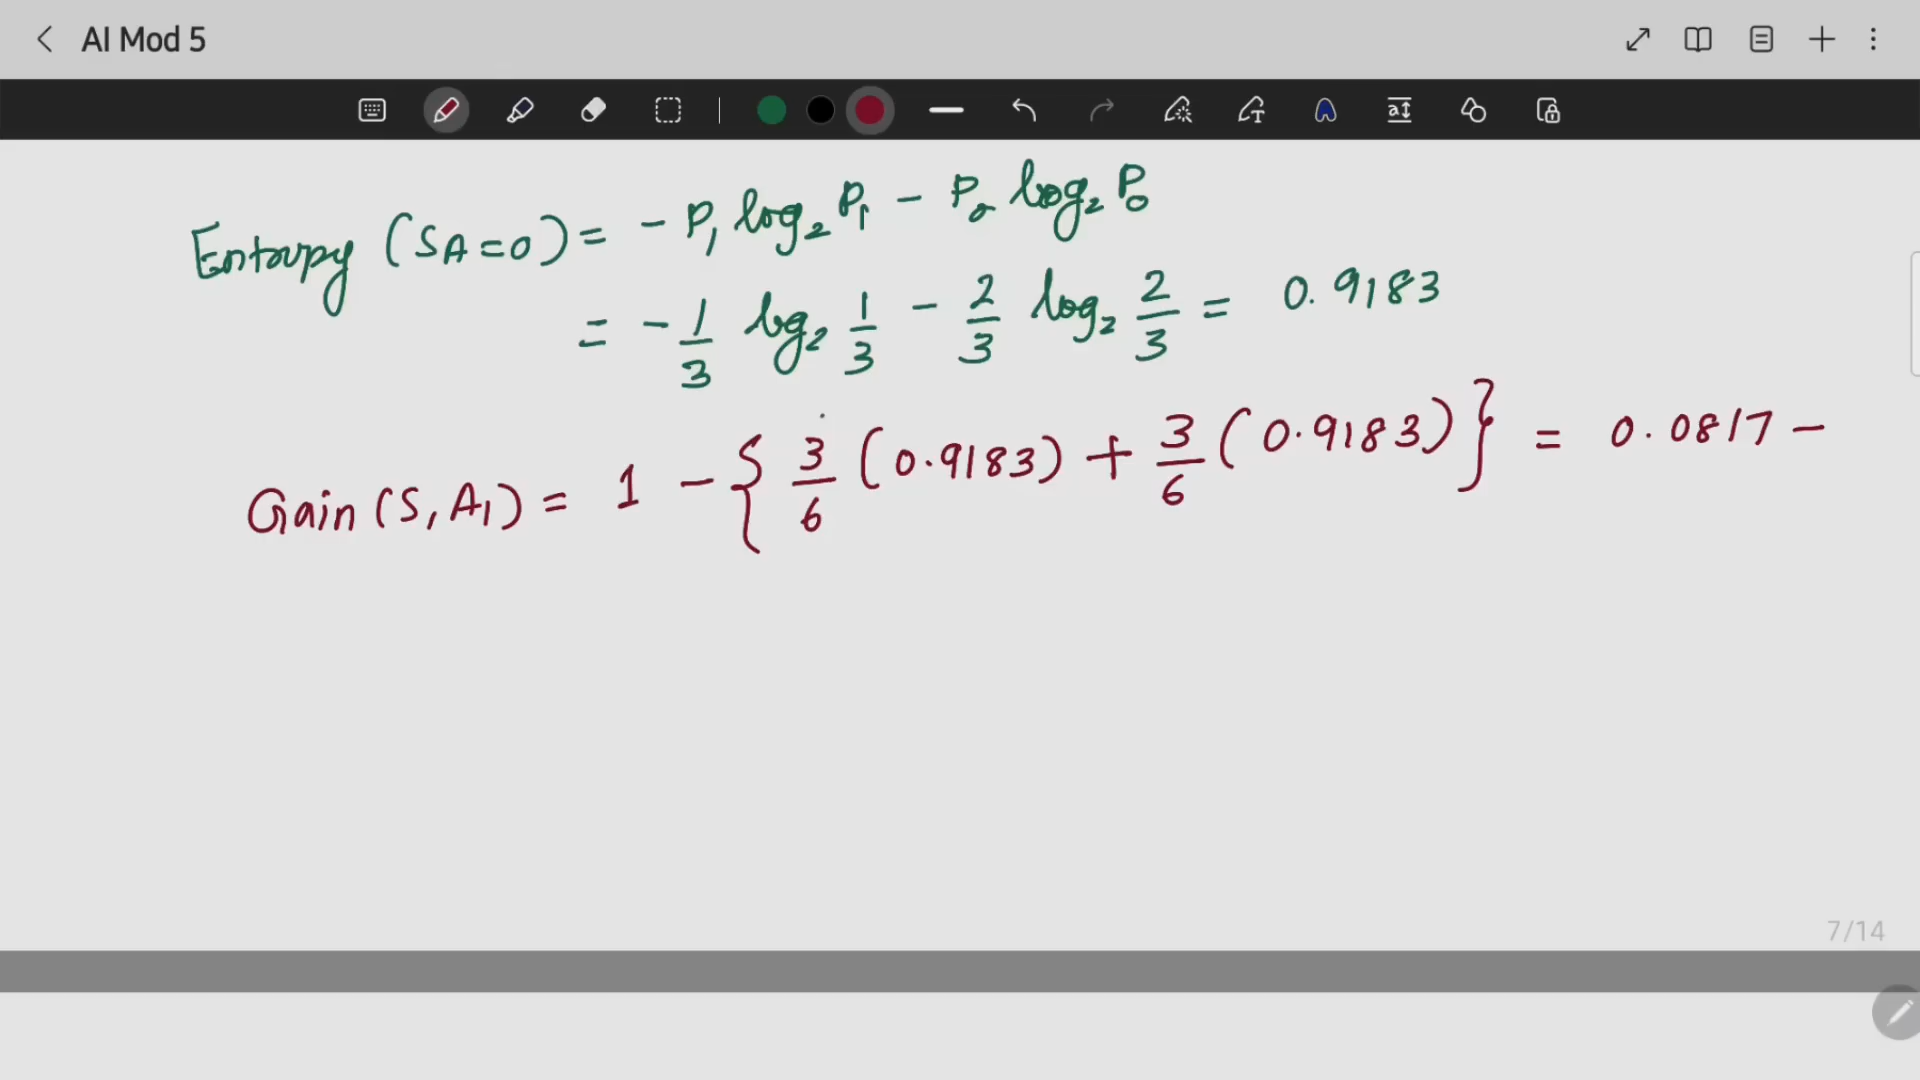 AI Mod 5
Entropy (S A=0) = - P₁ log₂ P₁ - P₀ log₂ P₀
= - 1/3 log₂ 1/3 - 2/3 log₂ 2/3 = 0.9183
Gain (S, A₁) = 1 - { 3/6 (0.9183) + 3/6 (0.9183) } = 0.0817 -
7/14